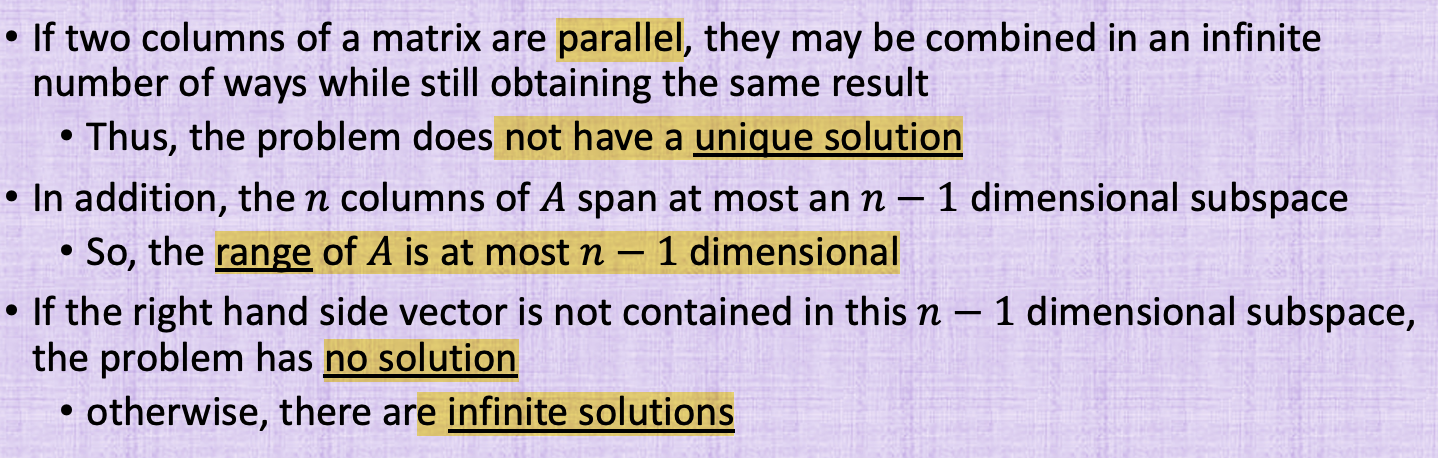 • If two columns of a matrix are parallel, they may be combined in an infinite
number of ways while still obtaining the same result
• Thus, the problem does not have a unique solution
• In addition, the n columns of A span at most an n − 1 dimensional subspace
• So, the range of A is at most n − 1 dimensional
• If the right hand side vector is not contained in this n − 1 dimensional subspace,
the problem has no solution
• otherwise, there are infinite solutions